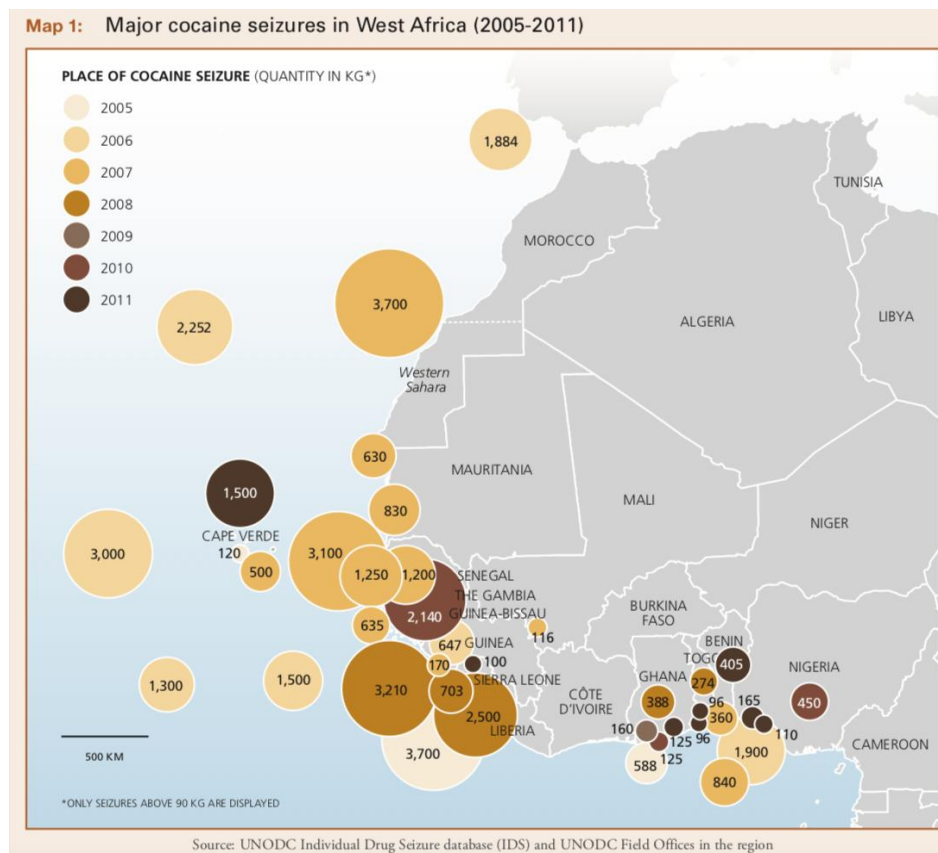 Map 1: Major cocaine seizures in West Africa (2005-2011)
PLACE OF COCAINE SEIZURE (QUANTITY IN KG*)
2005
2006
2007
2008
2009
2010
2011
1,884
TUNISIA
MOROCCO
3,700
2,252
ALGERIA
LIBYA
Western
Sahara
630
MAURITANIA
1,500
MALI
830
NIGER
CAPE VERDE
120
3,000
500
3,100
1,250
1,200
SENEGAL
THE GAMBIA
2,140
GUINEA-BISSAU
635
BURKINA
FASO
116
647
GUINEA
BENIN
170
100
TOGO
405
SIERRA LEONE
GHANA
274
NIGERIA
1,300
1,500
3,210
703
CÔTE
D'IVOIRE
388
96
165
450
2,500
LIBERIA
160
360
110
125
96
500 KM
3,700
588
125
1,900
CAMEROON
840
*ONLY SEIZURES ABOVE 90 KG ARE DISPLAYED
Source: UNODC Individual Drug Seizure database (IDS) and UNODC Field Offices in the region